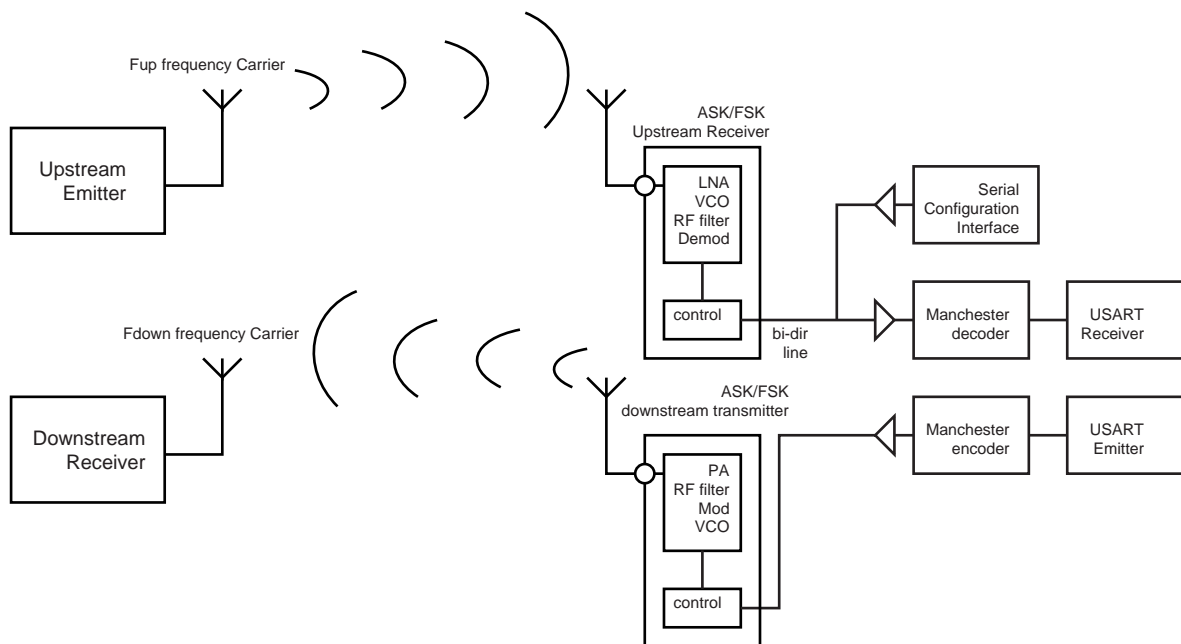 Fup frequency Carrier
Upstream
Emitter
ASK/FSK
Upstream Receiver
LNA
VCO
RF filter
Demod
control
bi-dir
line
Serial
Configuration
Interface
Manchester
decoder
USART
Receiver
Fdown frequency Carrier
Downstream
Receiver
ASK/FSK
downstream transmitter
PA
RF filter
Mod
VCO
control
Manchester
encoder
USART
Emitter